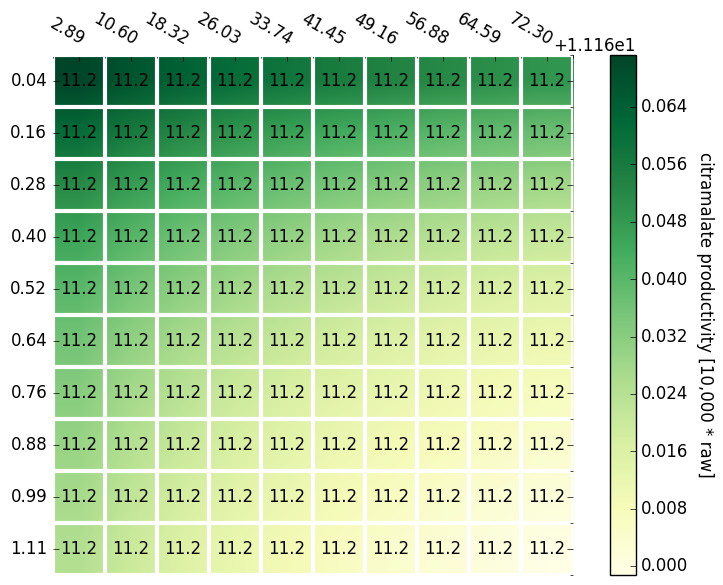 2.89 10.60 18.32 26.03 33.74 41.45 49.16 56.88 64.59 72.30
+1.116e1
0.04 11.2 11.2 11.2 11.2 11.2 11.2 11.2 11.2 11.2 11.2
0.16 11.2 11.2 11.2 11.2 11.2 11.2 11.2 11.2 11.2 11.2
0.28 11.2 11.2 11.2 11.2 11.2 11.2 11.2 11.2 11.2 11.2
0.40 11.2 11.2 11.2 11.2 11.2 11.2 11.2 11.2 11.2 11.2
0.52 11.2 11.2 11.2 11.2 11.2 11.2 11.2 11.2 11.2 11.2
0.64 11.2 11.2 11.2 11.2 11.2 11.2 11.2 11.2 11.2 11.2
0.76 11.2 11.2 11.2 11.2 11.2 11.2 11.2 11.2 11.2 11.2
0.88 11.2 11.2 11.2 11.2 11.2 11.2 11.2 11.2 11.2 11.2
0.99 11.2 11.2 11.2 11.2 11.2 11.2 11.2 11.2 11.2 11.2
1.11 11.2 11.2 11.2 11.2 11.2 11.2 11.2 11.2 11.2 11.2
0.064
0.056
0.048
0.040
0.032
0.024
0.016
0.008
0.000
citramalate productivity [10,000 * raw]